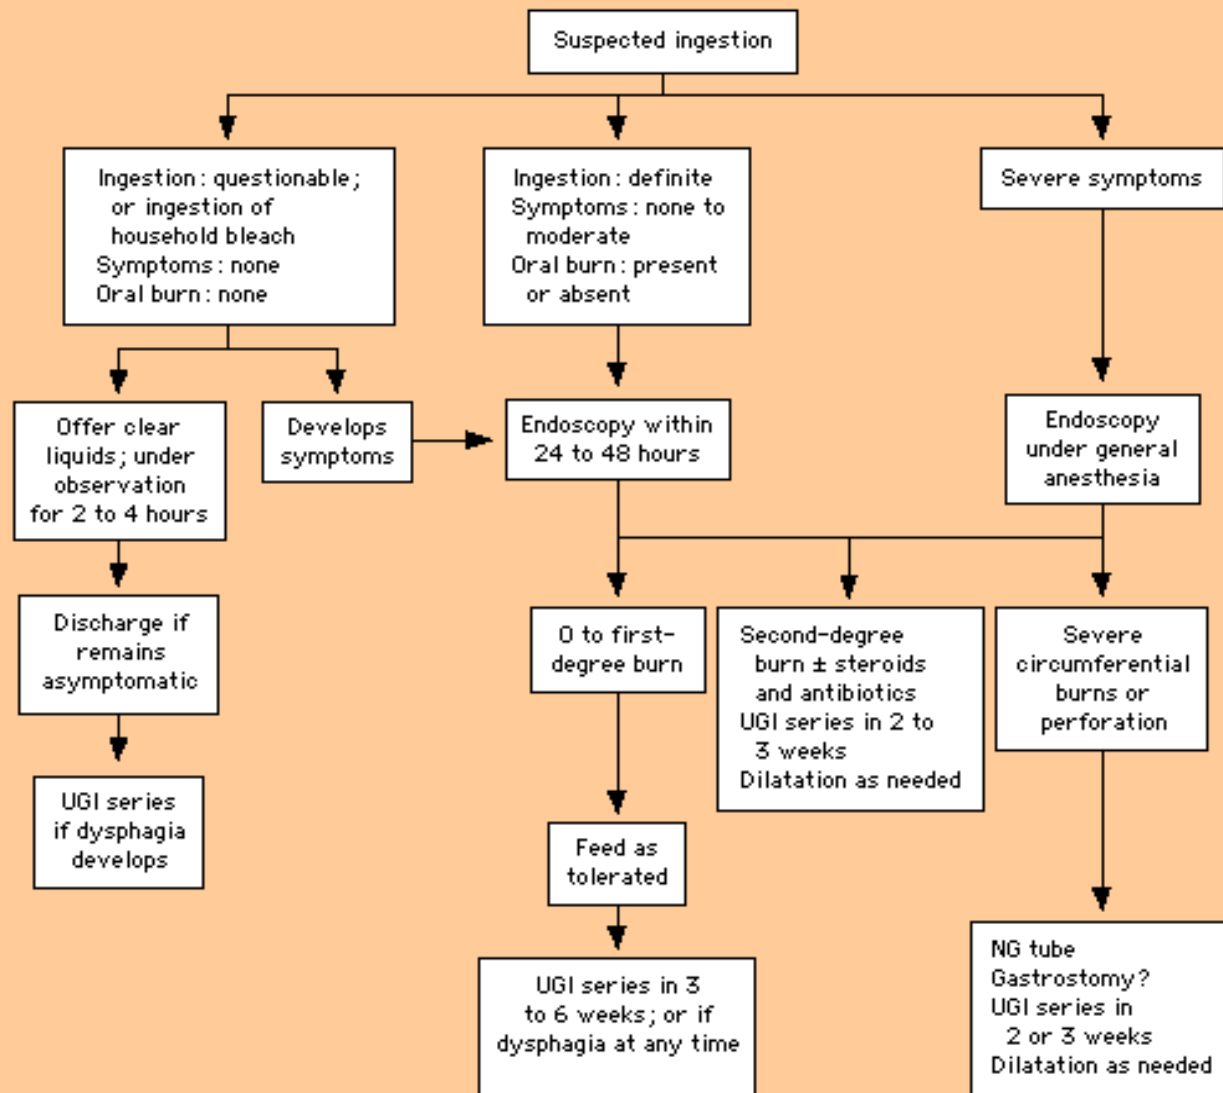 Suspected ingestion
Ingestion: questionable;
or ingestion of
household bleach
Symptoms: none
Oral burn: none
Ingestion: definite
Symptoms: none to
moderate
Oral burn: present
or absent
Severe symptoms
Offer clear
liquids; under
observation
for 2 to 4 hours
Develops
symptoms
Endoscopy within
24 to 48 hours
Endoscopy
under general
anesthesia
Discharge if
remains
asymptomatic
0 to first-
degree burn
Second-degree
burn ± steroids
and antibiotics
UGI series in 2 to
3 weeks
Dilatation as needed
Severe
circumferential
burns or
perforation
UGI series
if dysphagia
develops
Feed as
tolerated
UGI series in 3
to 6 weeks; or if
dysphagia at any time
NG tube
Gastrostomy?
UGI series in
2 or 3 weeks
Dilatation as needed